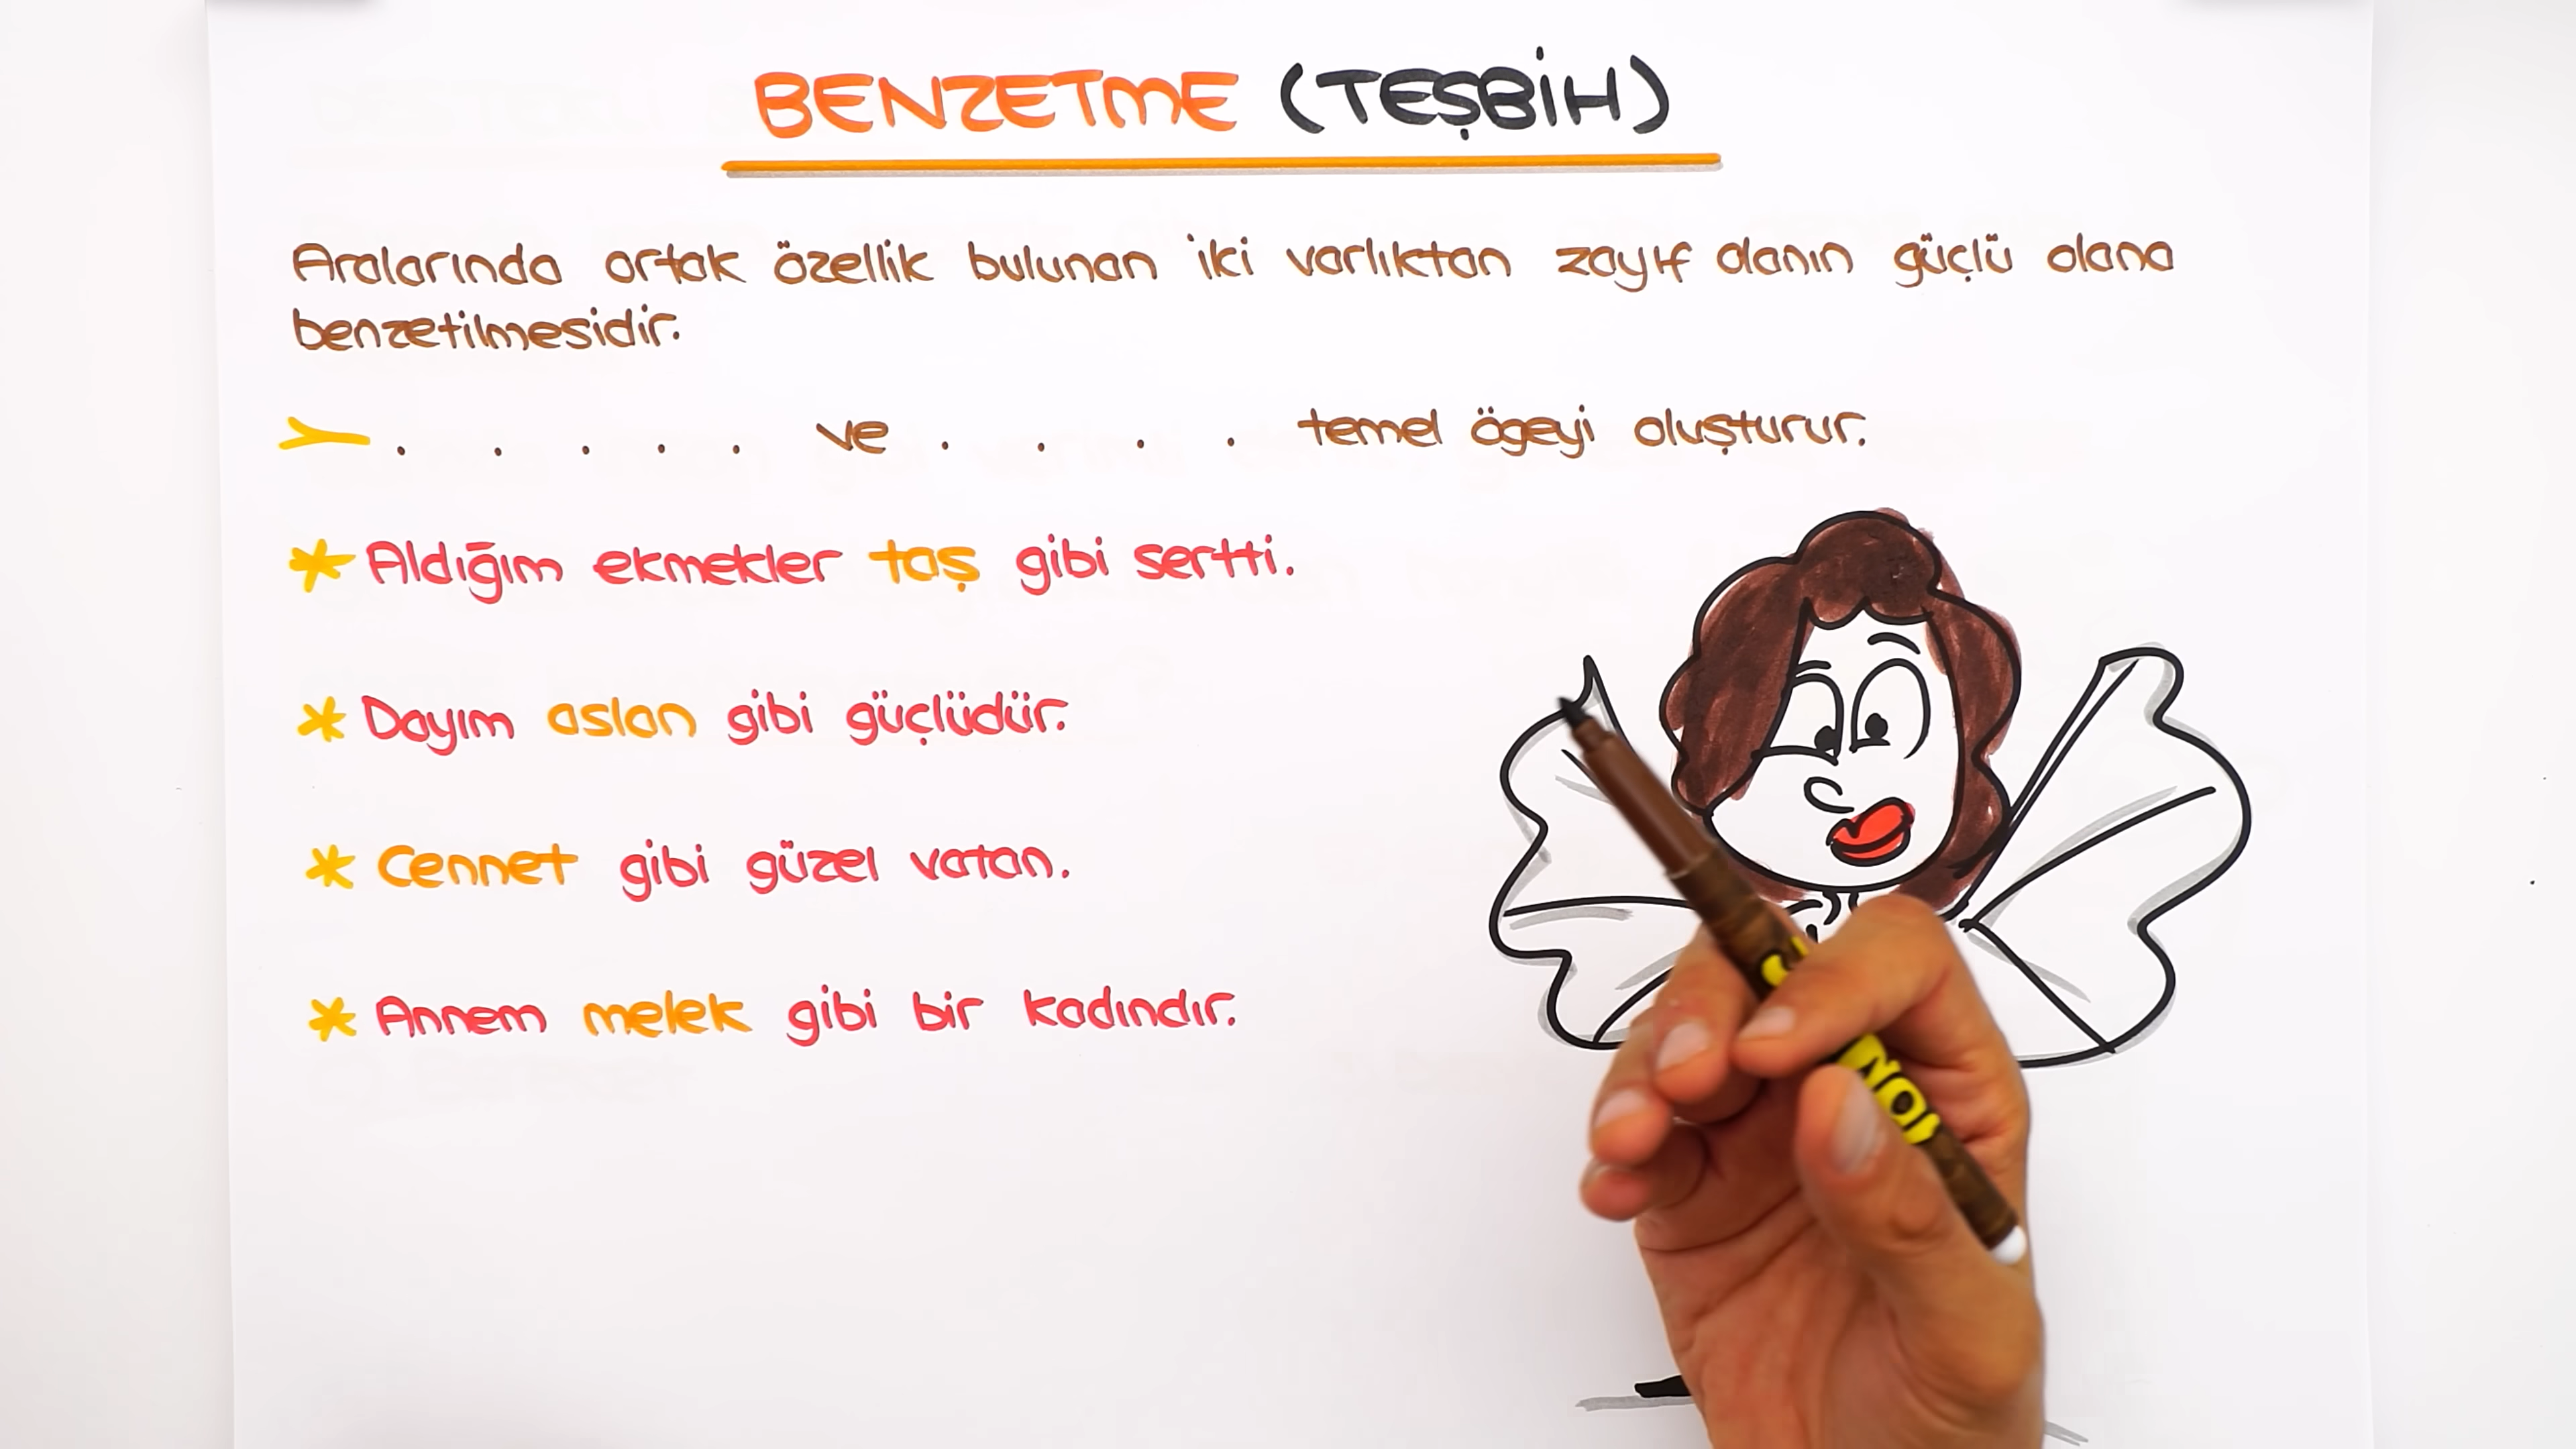 BENZETME (TEŞBİH)
Aralarında ortak özellik bulunan iki varlıktan zayıf olanın güçlü olana
benzetilmesidir.
. . . . . ve . . . . temel ögeyi oluşturur.
* Aldığım ekmekler taş gibi sertti.
* Dayım aslan gibi güçlüdür.
* Cennet gibi güzel vatan.
* Annem melek gibi bir kadındır.